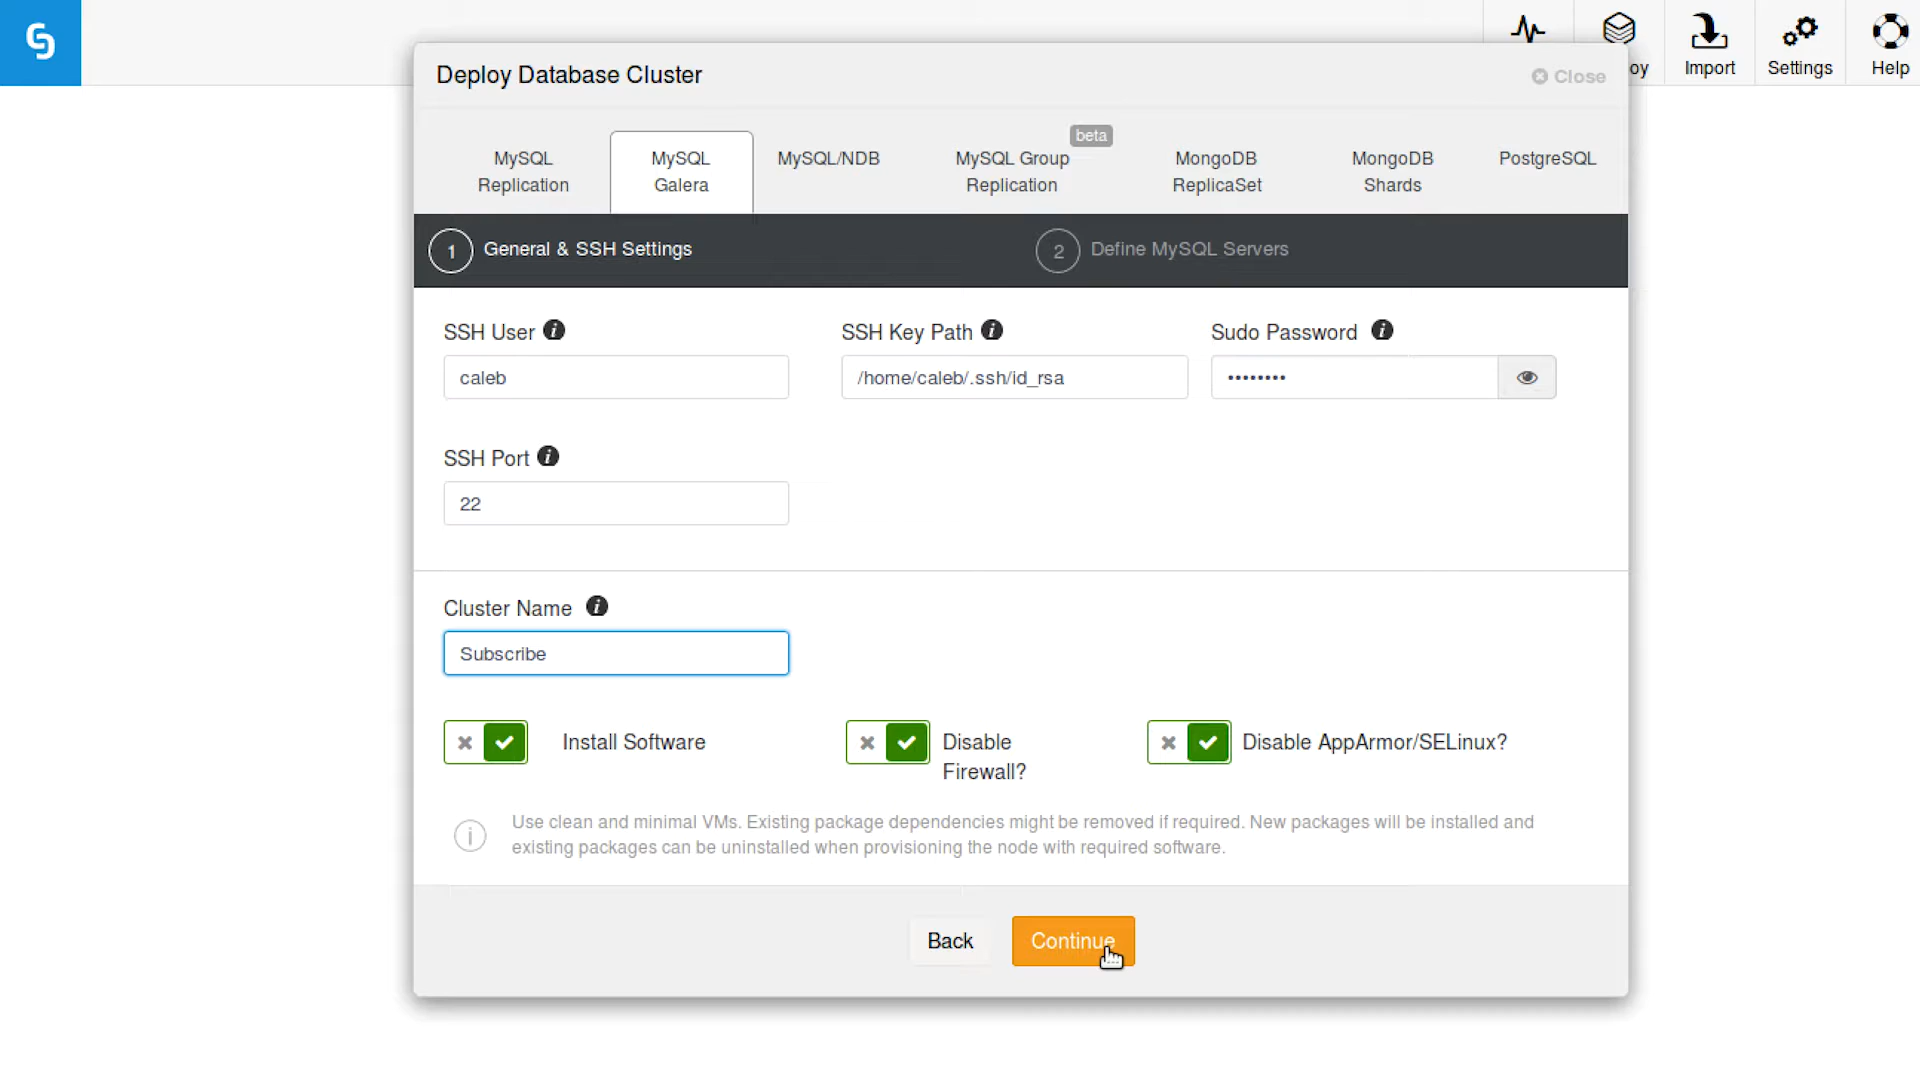 Deploy Database Cluster
Close
oy
Import
Settings
Help
MySQL
Replication
MySQL
Galera
MySQL/NDB
beta
MySQL Group
Replication
MongoDB
ReplicaSet
MongoDB
Shards
PostgreSQL
1 General & SSH Settings
2 Define MySQL Servers
SSH User
SSH Key Path
Sudo Password
caleb
/home/caleb/.ssh/id_rsa
••••••••
SSH Port
22
Cluster Name
Subscribe
Install Software
Disable
Firewall?
Disable AppArmor/SELinux?
Use clean and minimal VMs. Existing package dependencies might be removed if required. New packages will be installed and
existing packages can be uninstalled when provisioning the node with required software.
Back
Continue